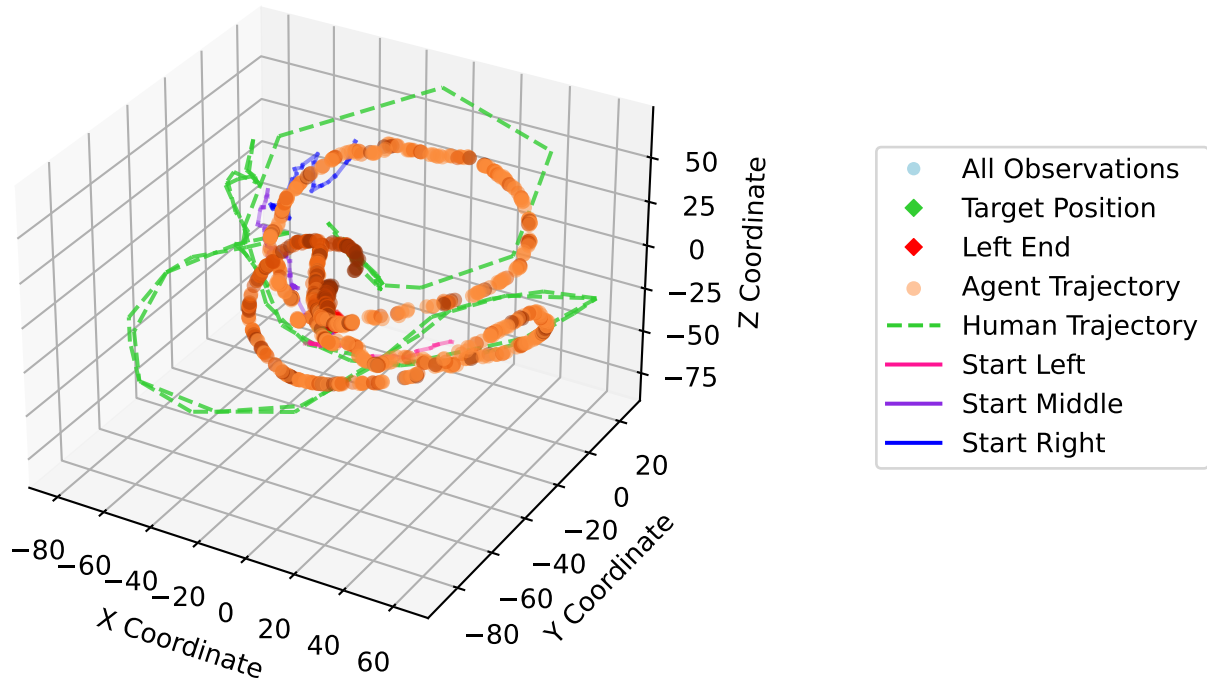 50
25
0
−25
−50
−75
Z Coordinate
20
0
−20
−40
−60
−80
Y Coordinate
−80
−60
−40
−20
0
20
40
60
X Coordinate
All Observations
Target Position
Left End
Agent Trajectory
Human Trajectory
Start Left
Start Middle
Start Right